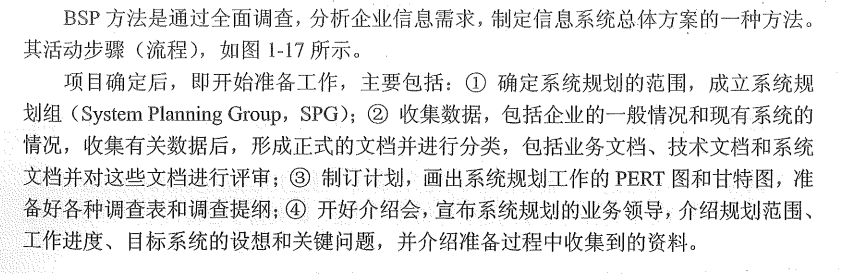 BSP 方法是通过全面调查，分析企业信息需求，制定信息系统总体方案的一种方法。
其活动步骤（流程），如图 1-17 所示。
项目确定后，即开始准备工作，主要包括：① 确定系统规划的范围，成立系统规
划组（System Planning Group，SPG）；② 收集数据，包括企业的一般情况和现有系统的
情况，收集有关数据后，形成正式的文档并进行分类，包括业务文档、技术文档和系统
文档并对这些文档进行评审；③ 制订计划，画出系统规划工作的 PERT 图和甘特图，准
备好各种调查表和调查提纲；④ 开好介绍会，宣布系统规划的业务领导，介绍规划范围、
工作进度、目标系统的设想和关键问题，并介绍准备过程中收集到的资料。